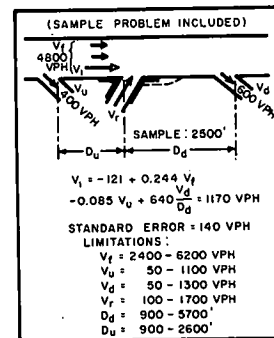 (SAMPLE PROBLEM INCLUDED)
Vf
4800
VPH
V1
Vu
400 VPH
Vr
600 VPH
Vd
SAMPLE: 2500'
Du
Dd
V1 = -121 + 0.244 Vf
-0.085 Vu + 640 Vd/Dd = 1170 VPH
STANDARD ERROR = 140 VPH
LIMITATIONS:
Vf = 2400 - 6200 VPH
Vu = 50 - 1100 VPH
Vd = 50 - 1300 VPH
Vr = 100 - 1700 VPH
Dd = 900 - 5700'
Du = 900 - 2600'